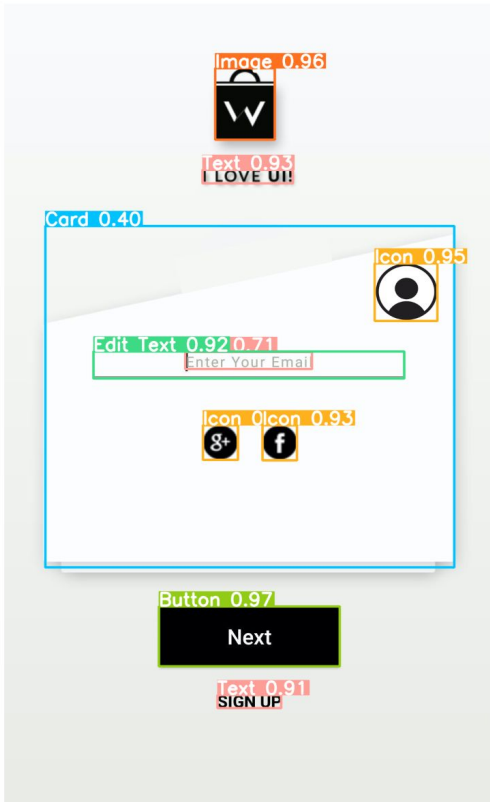 Image 0.96
W
Text 0.93
I LOVE UI!
Card 0.40
Icon 0.95
Edit Text 0.92 0.71
Enter Your Email
Icon 0 Icon 0.93
8+ f
Button 0.97
Next
Text 0.91
SIGN UP